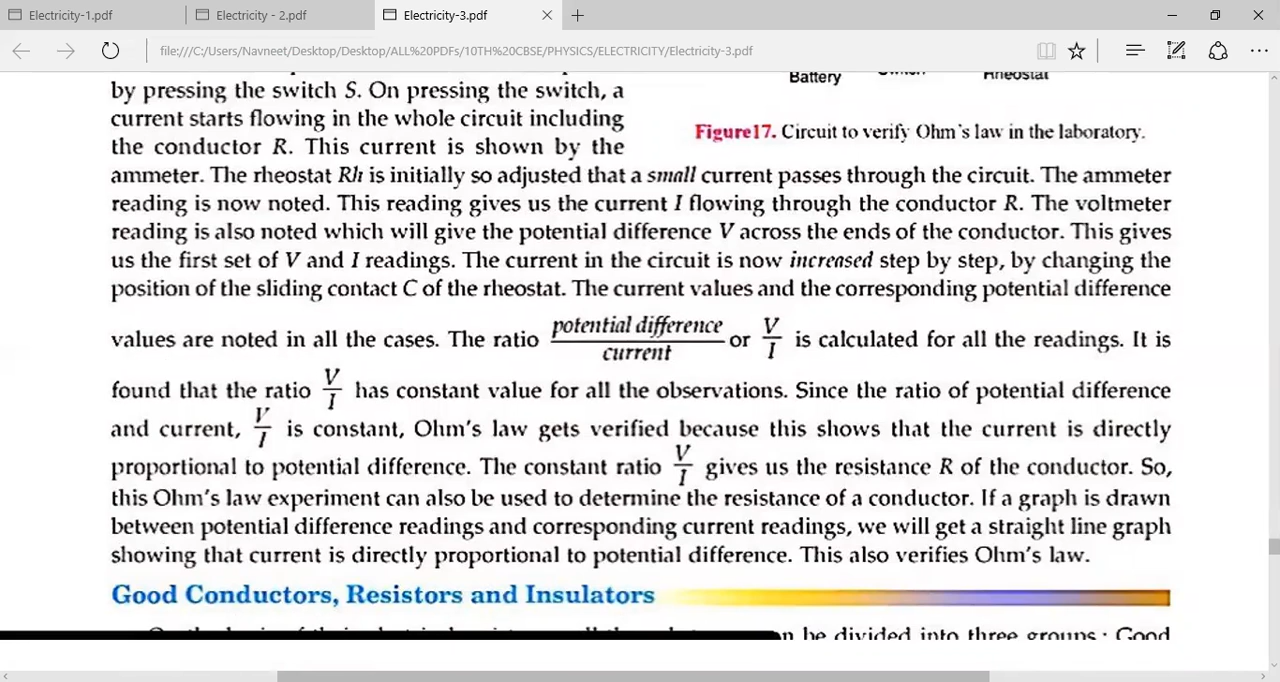 Electricity-1.pdf
Electricity - 2.pdf
Electricity-3.pdf
file:///C:/Users/Navneet/Desktop/Desktop/ALL%20PDFs/10TH%20CBSE/PHYSICS/ELECTRICITY/Electricity-3.pdf
Battery Switch Rheostat
by pressing the switch S. On pressing the switch, a
current starts flowing in the whole circuit including
Figure17. Circuit to verify Ohm's law in the laboratory.
the conductor R. This current is shown by the
ammeter. The rheostat Rh is initially so adjusted that a small current passes through the circuit. The ammeter
reading is now noted. This reading gives us the current I flowing through the conductor R. The voltmeter
reading is also noted which will give the potential difference V across the ends of the conductor. This gives
us the first set of V and I readings. The current in the circuit is now increased step by step, by changing the
position of the sliding contact C of the rheostat. The current values and the corresponding potential difference
values are noted in all the cases. The ratio potential difference/current or V/I is calculated for all the readings. It is
found that the ratio V/I has constant value for all the observations. Since the ratio of potential difference
and current, V/I is constant, Ohm's law gets verified because this shows that the current is directly
proportional to potential difference. The constant ratio V/I gives us the resistance R of the conductor. So,
this Ohm's law experiment can also be used to determine the resistance of a conductor. If a graph is drawn
between potential difference readings and corresponding current readings, we will get a straight line graph
showing that current is directly proportional to potential difference. This also verifies Ohm's law.
Good Conductors, Resistors and Insulators
be divided into three groups : Good